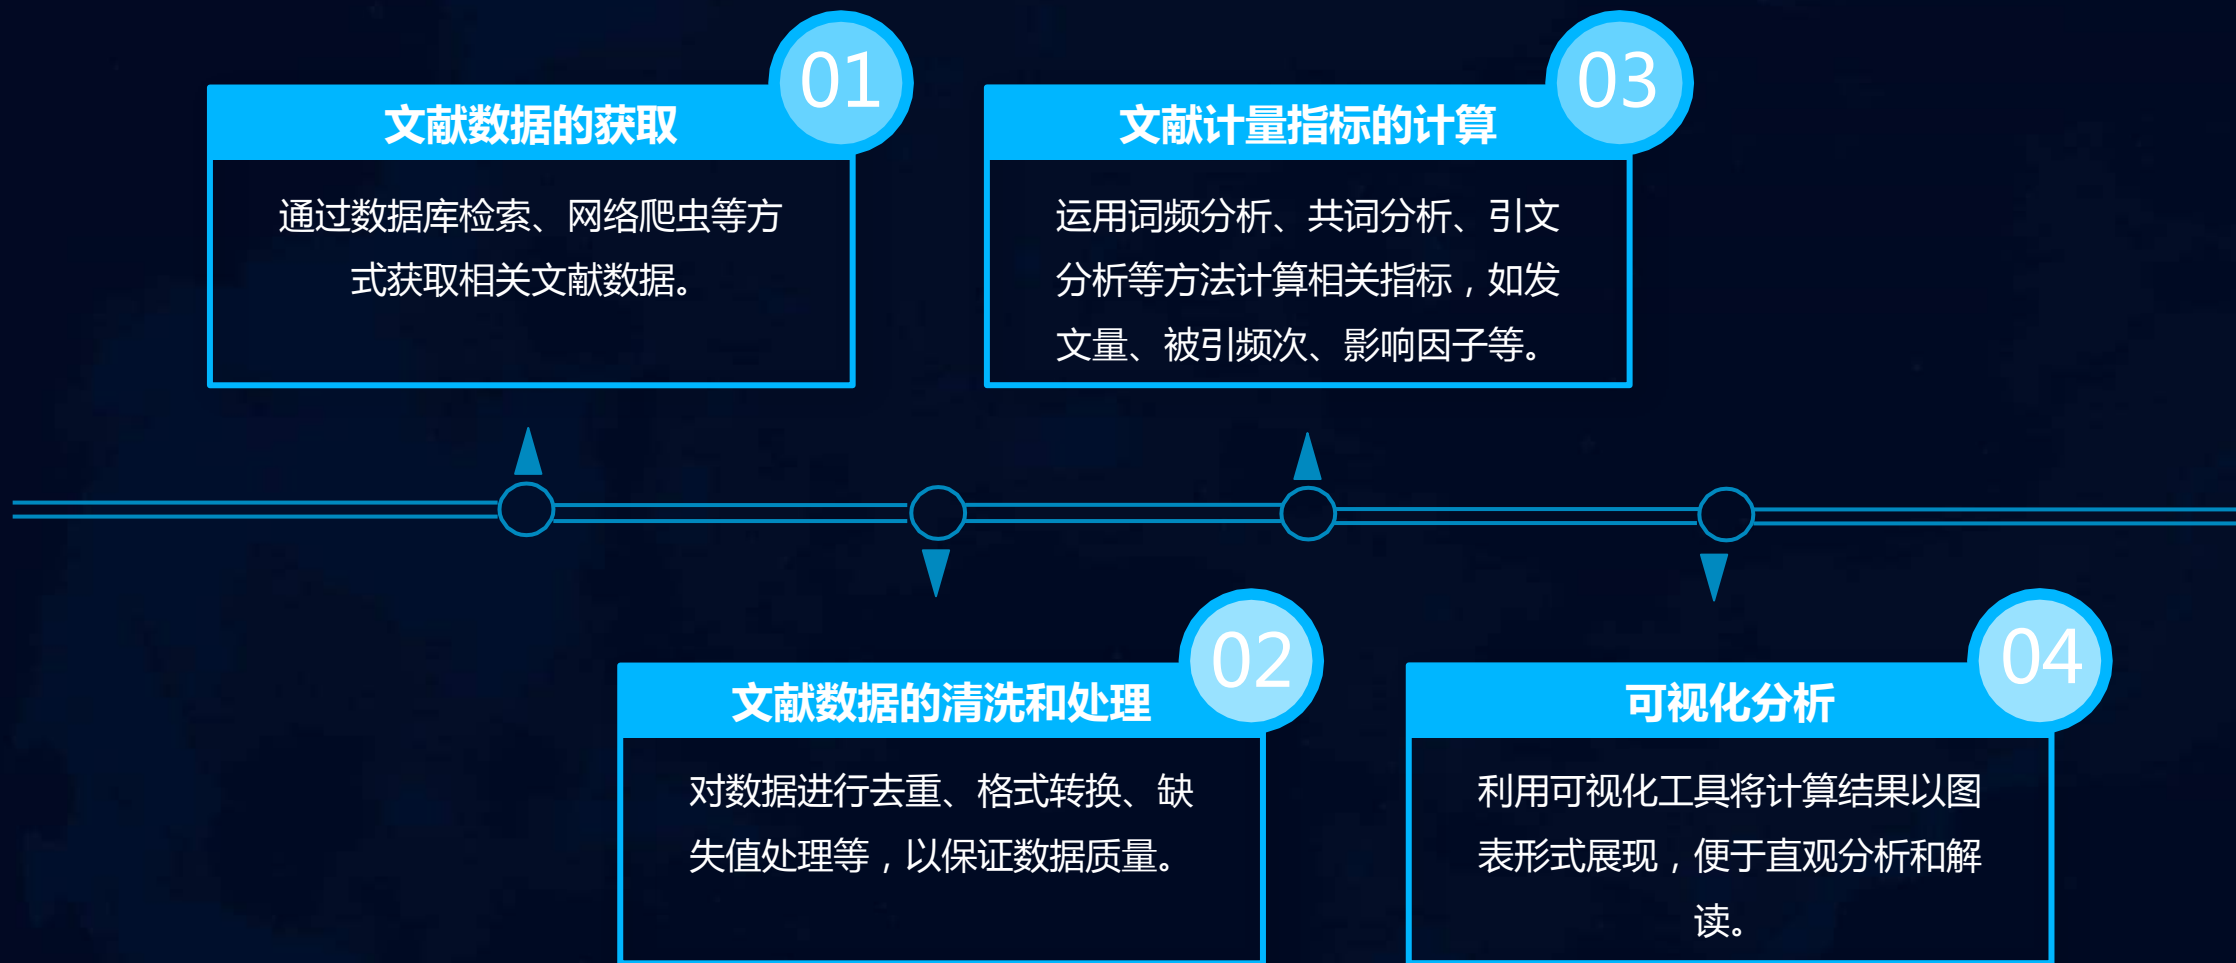 01
文献数据的获取
通过数据库检索、网络爬虫等方
式获取相关文献数据。
03
文献计量指标的计算
运用词频分析、共词分析、引文
分析等方法计算相关指标，如发
文量、被引频次、影响因子等。
02
文献数据的清洗和处理
对数据进行去重、格式转换、缺
失值处理等，以保证数据质量。
04
可视化分析
利用可视化工具将计算结果以图
表形式展现，便于直观分析和解
读。